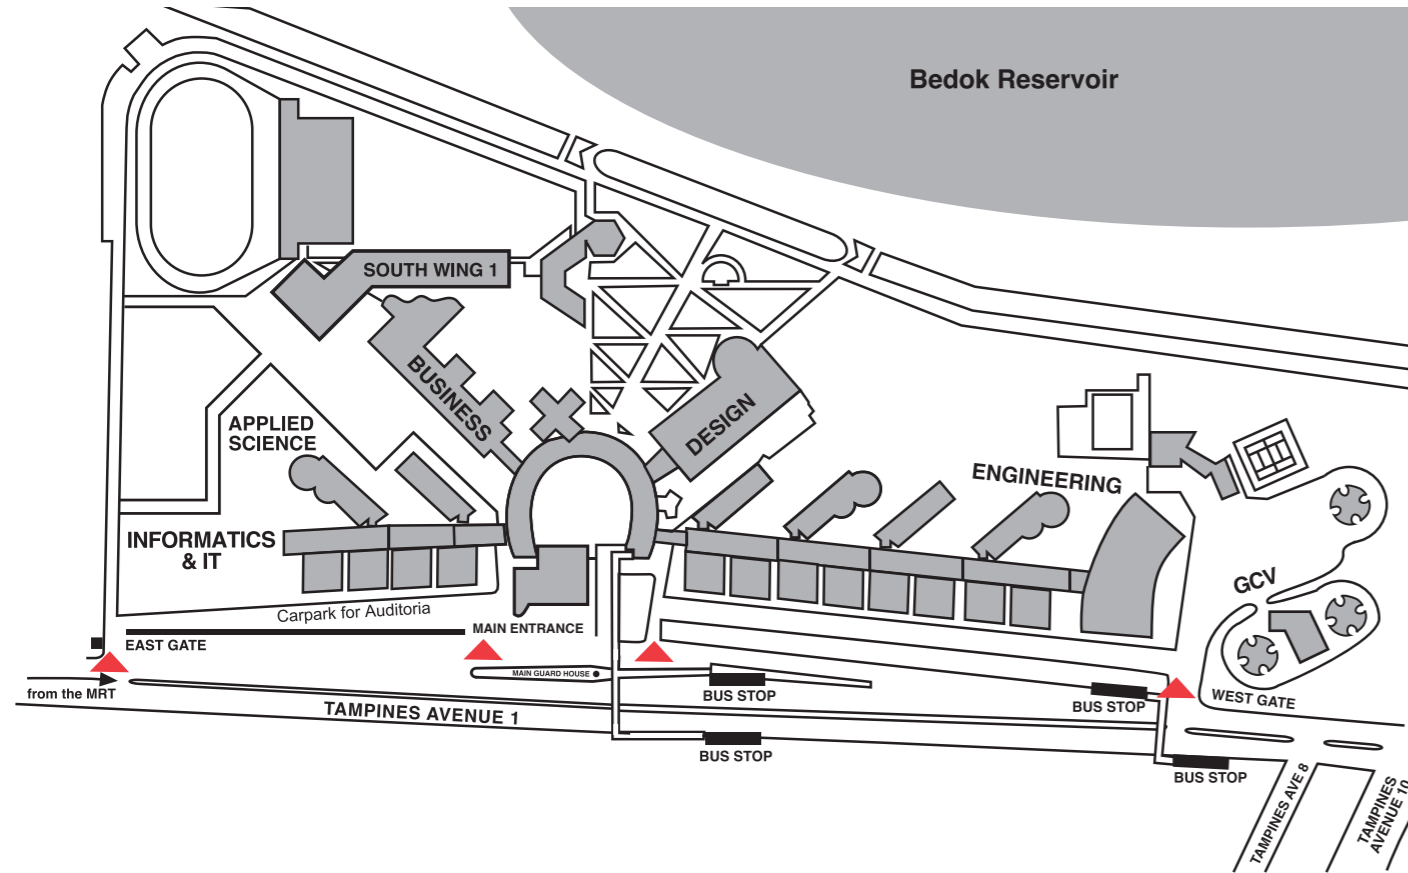 Bedok Reservoir
SOUTH WING 1
BUSINESS
DESIGN
APPLIED
SCIENCE
ENGINEERING
INFORMATICS
& IT
GCV
Carpark for Auditoria
MAIN ENTRANCE
EAST GATE
MAIN GUARD HOUSE
from the MRT
BUS STOP
BUS STOP
WEST GATE
TAMPINES AVENUE 1
BUS STOP
BUS STOP
TAMPINES AVE 8
TAMPINES
AVENUE 10